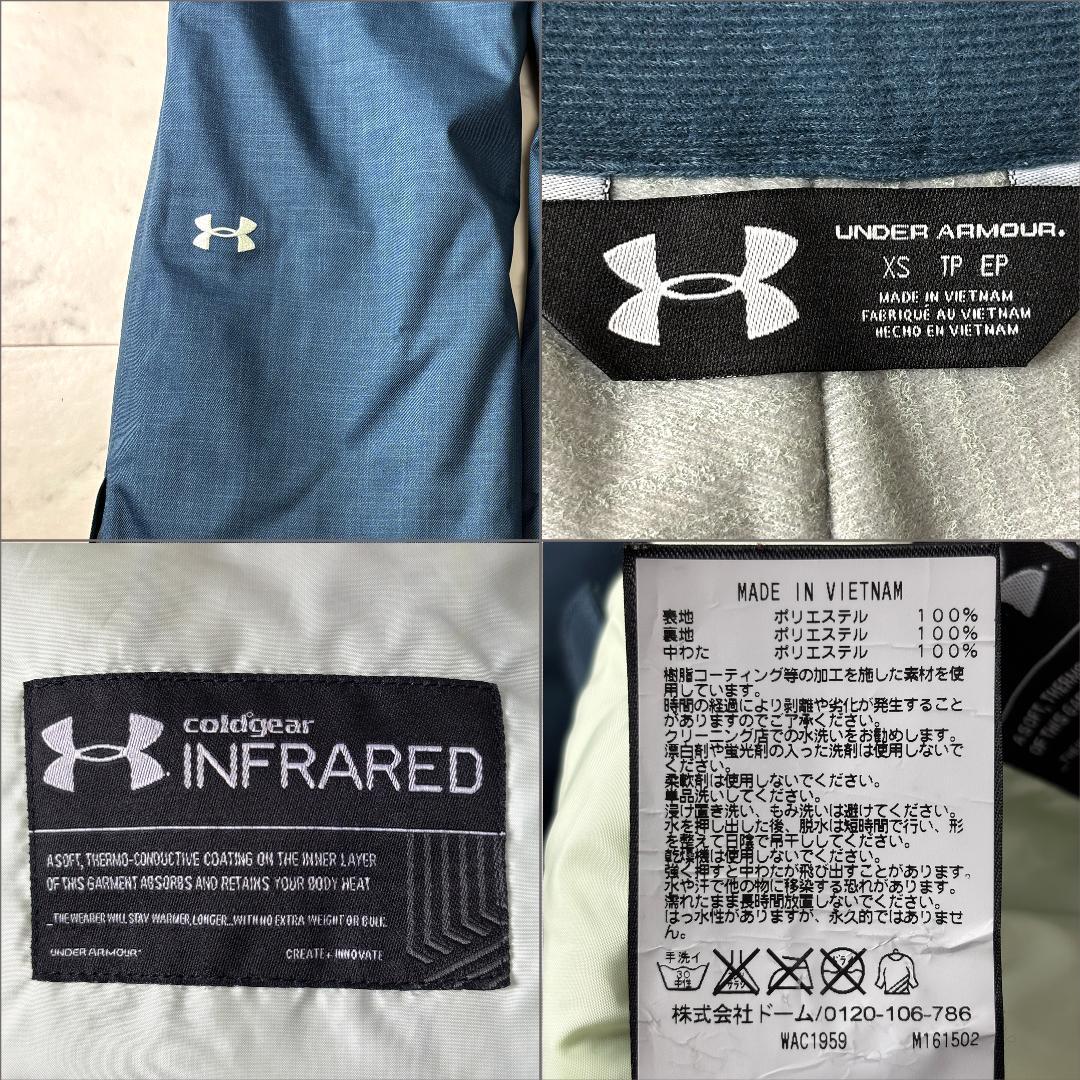 UNDER ARMOUR.
XS TP EP
MADE IN VIETNAM
FABRIQUÉ AU VIETNAM
HECHO EN VIETNAM
coldgear
INFRARED
A SOFT, THERMO-CONDUCTIVE COATING ON THE INNER LAYER
OF THIS GARMENT ABSORBS AND RETAINS YOUR BODY HEAT
_THE WEARER WILL STAY WARMER, LONGER...WITH NO EXTRA WEIGHT OR BULK.
UNDER ARMOUR
CREATE + INNOVATE
MADE IN VIETNAM
表地 ポリエステル 100%
裏地 ポリエステル 100%
中わた ポリエステル 100%
樹脂コーティング等の加工を施した素材を使
用しています。
時間の経過により剥離や劣化が発生すること
がありますのでご了承ください。
クリーニング店での水洗いをお勧めします。
漂白剤や蛍光剤の入った洗剤は使用しないで
ください。
柔軟剤は使用しないでください。
単品洗いしてください。
浸け置き洗い、もみ洗いは避けてください。
水を押し出した後、脱水は短時間で行い、形
を整えて日陰で吊干ししてください。
乾燥機は使用しないでください。
強く押すと中わたが飛び出すことがあります。
水や汗で他の物に移染する恐れがあります。
濡れたまま長時間放置しないでください。
はっ水性がありますが、永久的ではありませ
ん。
手洗イ
30
中性
株式会社ドーム/0120-106-786
WAC1959 M161502